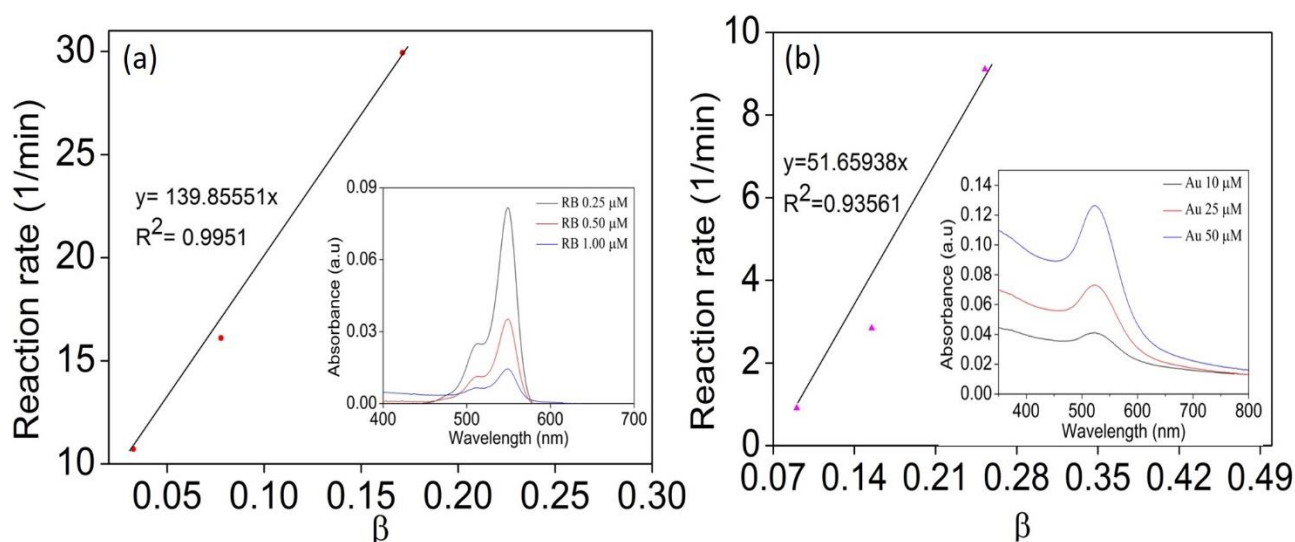 (a)
Reaction rate (1/min)
30
25
20
15
10
y= 139.85551x
R²= 0.9951
0.05 0.10 0.15 0.20 0.25 0.30
β
Absorbance (a.u)
0.09
0.06
0.03
0.00
RB 0.25 μM
RB 0.50 μM
RB 1.00 μM
400 500 600 700
Wavelength (nm)
(b)
Reaction rate (1/min)
10
8
6
4
2
0
y=51.65938x
R²=0.93561
0.07 0.14 0.21 0.28 0.35 0.42 0.49
β
Absorbance (a.u)
0.14
0.12
0.10
0.08
0.06
0.04
0.02
0.00
Au 10 μM
Au 25 μM
Au 50 μM
400 500 600 700 800
Wavelength (nm)